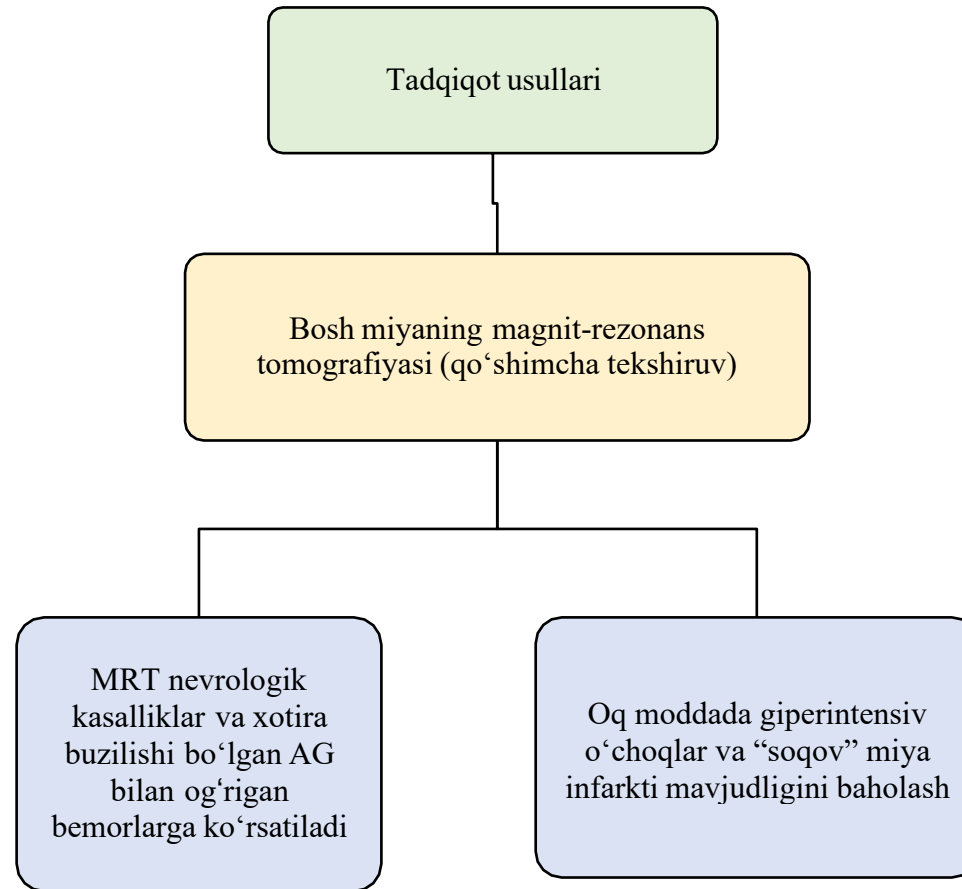 Tadqiqot usullari
Bosh miyaning magnit-rezonans
tomografiyasi (qo‘shimcha tekshiruv)
MRT nevrologik
kasalliklar va xotira
buzilishi bo‘lgan AG
bilan og‘rigan
bemorlarga ko‘rsatiladi
Oq moddada giperintensiv
o‘choqlar va “soqov” miya
infarkti mavjudligini baholash